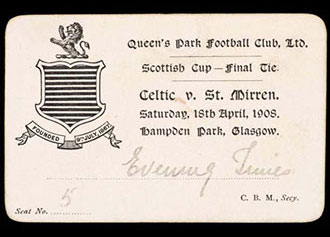 Queen's Park Football Club, Ltd.
Scottish Cup — Final Tie.
Celtic v. St. Mirren.
Saturday, 18th April, 1908.
Hampden Park, Glasgow.
FOUNDED 9TH JULY, 1867
Evening Times
5
C. B. M., Secy.
Seat No.